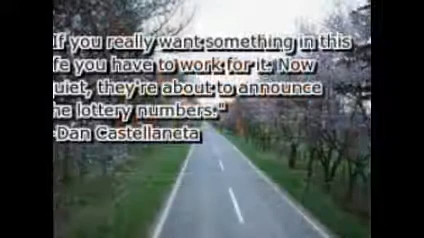 If you really want something in this
fe you have to work for it. Now
uiet, they're about to announce
he lottery numbers."
-Dan Castellaneta